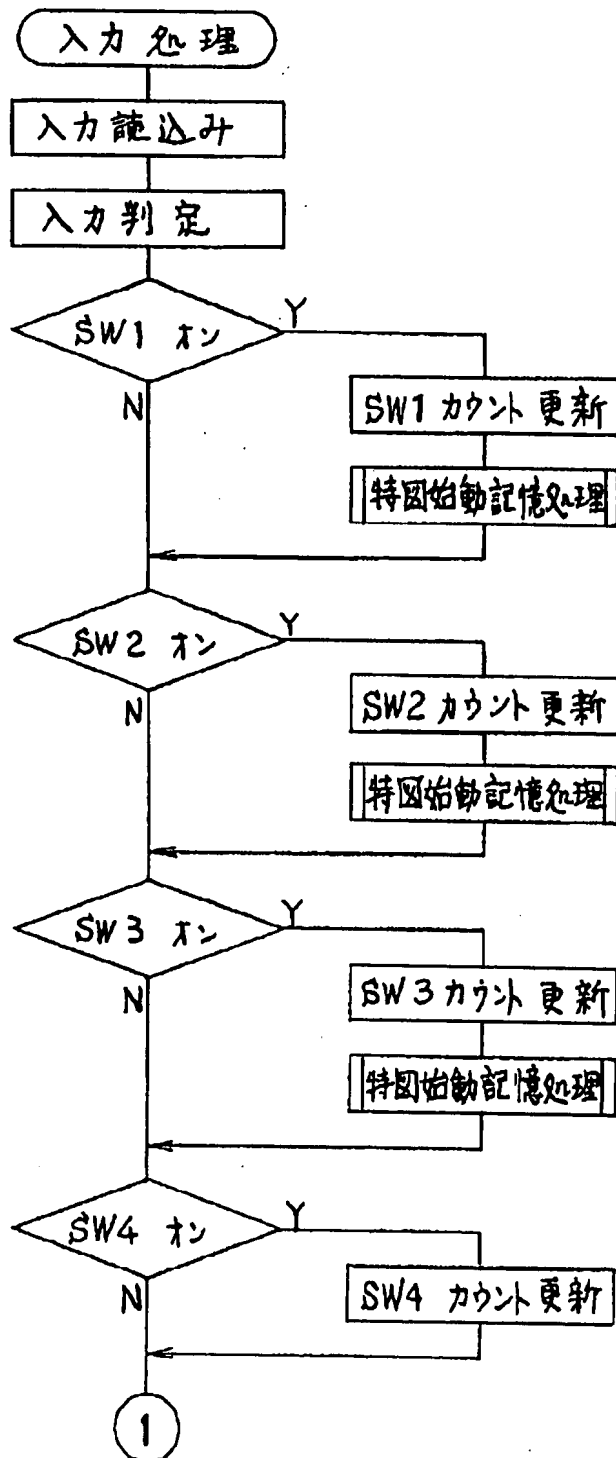 入力処理
入力読込み
入力判定
SW1 オン
Y
N
SW1 カウント更新
特図始動記憶処理
SW2 オン
Y
N
SW2 カウント更新
特図始動記憶処理
SW3 オン
Y
N
SW3 カウント更新
特図始動記憶処理
SW4 オン
Y
N
SW4 カウント更新
1